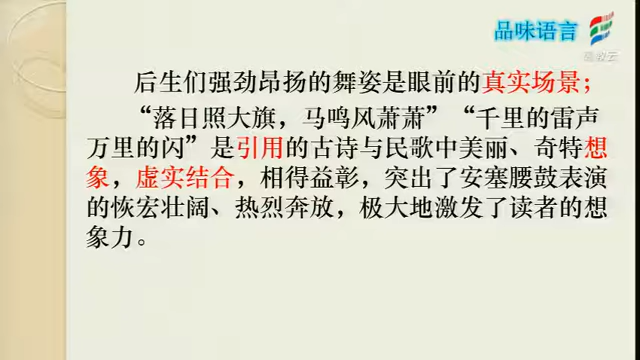 品味语言
后生们强劲昂扬的舞姿是眼前的真实场景；
“落日照大旗，马鸣风萧萧”“千里的雷声
万里的闪”是引用的古诗与民歌中美丽、奇特想
象，虚实结合，相得益彰，突出了安塞腰鼓表演
的恢宏壮阔、热烈奔放，极大地激发了读者的想
象力。